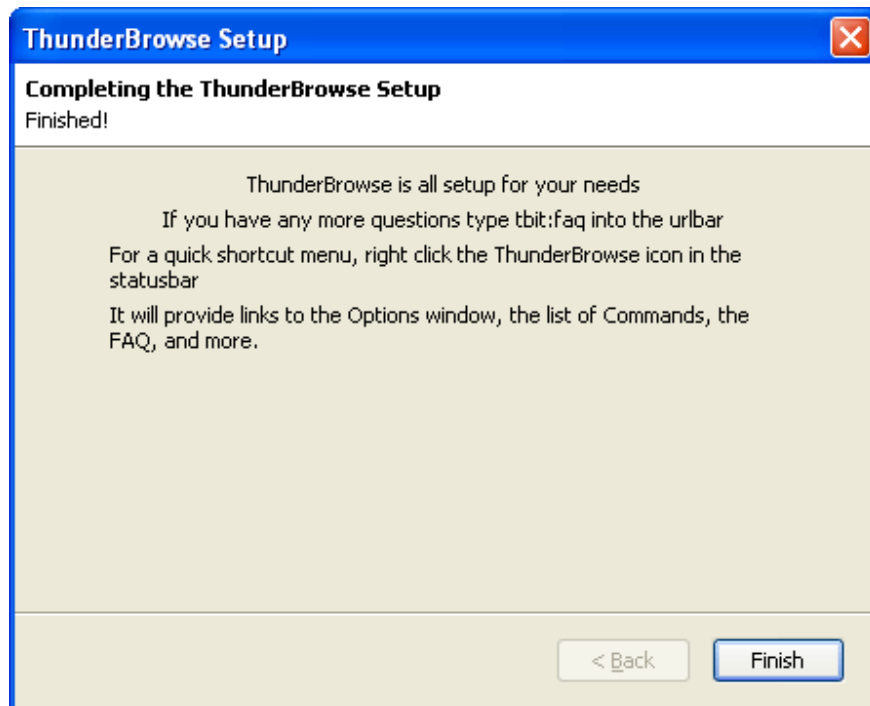 ThunderBrowse Setup
Completing the ThunderBrowse Setup
Finished!
ThunderBrowse is all setup for your needs
If you have any more questions type tbit:faq into the urlbar
For a quick shortcut menu, right click the ThunderBrowse icon in the
statusbar
It will provide links to the Options window, the list of Commands, the
FAQ, and more.
< Back
Finish